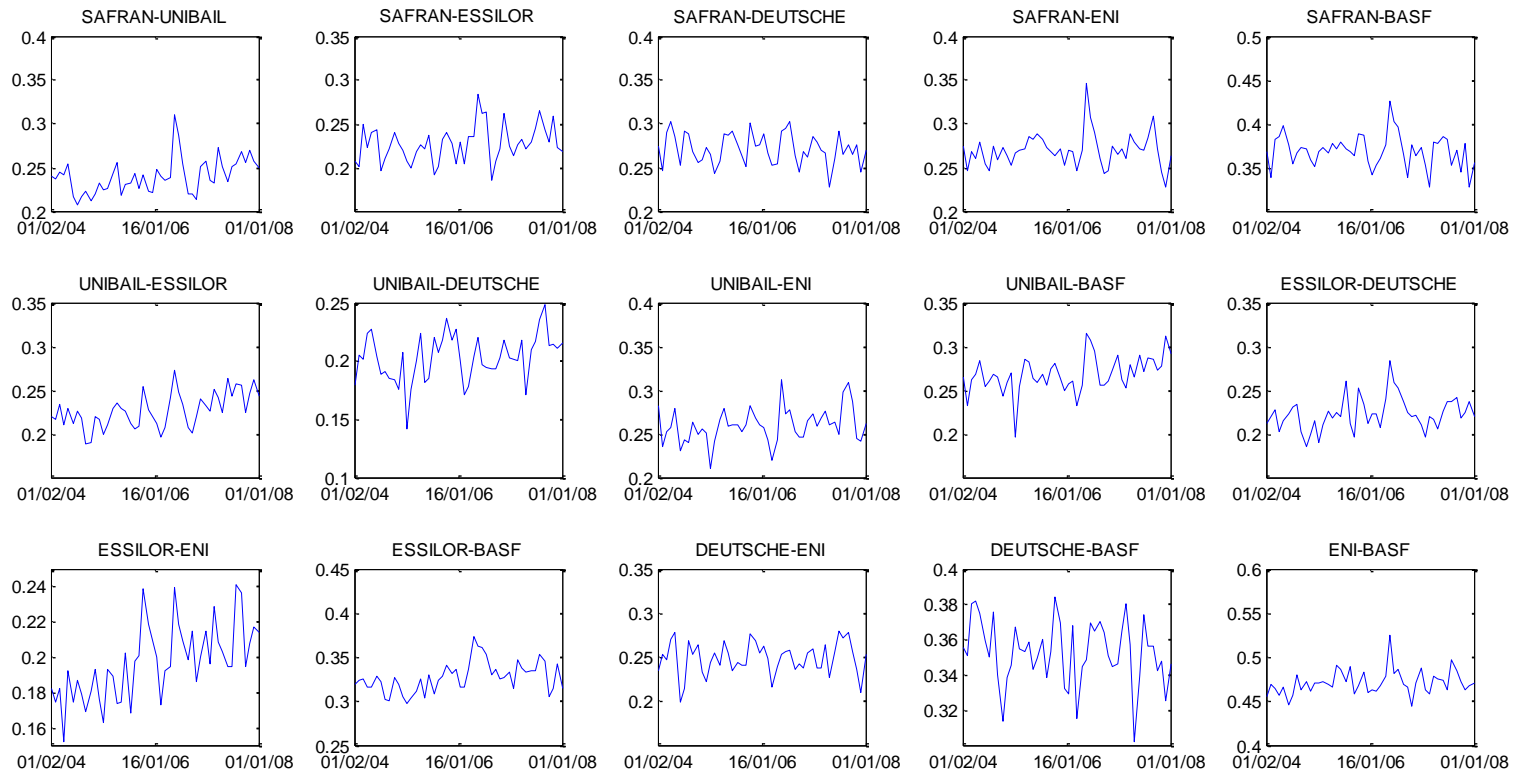 SAFRAN-UNIBAIL
0.4
0.35
0.3
0.25
0.2
01/02/04 16/01/06 01/01/08
SAFRAN-ESSILOR
0.35
0.3
0.25
0.2
01/02/04 16/01/06 01/01/08
SAFRAN-DEUTSCHE
0.4
0.35
0.3
0.25
0.2
01/02/04 16/01/06 01/01/08
SAFRAN-ENI
0.4
0.35
0.3
0.25
0.2
01/02/04 16/01/06 01/01/08
SAFRAN-BASF
0.5
0.45
0.4
0.35
01/02/04 16/01/06 01/01/08
UNIBAIL-ESSILOR
0.35
0.3
0.25
0.2
01/02/04 16/01/06 01/01/08
UNIBAIL-DEUTSCHE
0.25
0.2
0.15
0.1
01/02/04 16/01/06 01/01/08
UNIBAIL-ENI
0.4
0.35
0.3
0.25
0.2
01/02/04 16/01/06 01/01/08
UNIBAIL-BASF
0.35
0.3
0.25
0.2
01/02/04 16/01/06 01/01/08
ESSILOR-DEUTSCHE
0.35
0.3
0.25
0.2
01/02/04 16/01/06 01/01/08
ESSILOR-ENI
0.24
0.22
0.2
0.18
0.16
01/02/04 16/01/06 01/01/08
ESSILOR-BASF
0.45
0.4
0.35
0.3
0.25
01/02/04 16/01/06 01/01/08
DEUTSCHE-ENI
0.35
0.3
0.25
0.2
01/02/04 16/01/06 01/01/08
DEUTSCHE-BASF
0.4
0.38
0.36
0.34
0.32
01/02/04 16/01/06 01/01/08
ENI-BASF
0.6
0.55
0.5
0.45
0.4
01/02/04 16/01/06 01/01/08